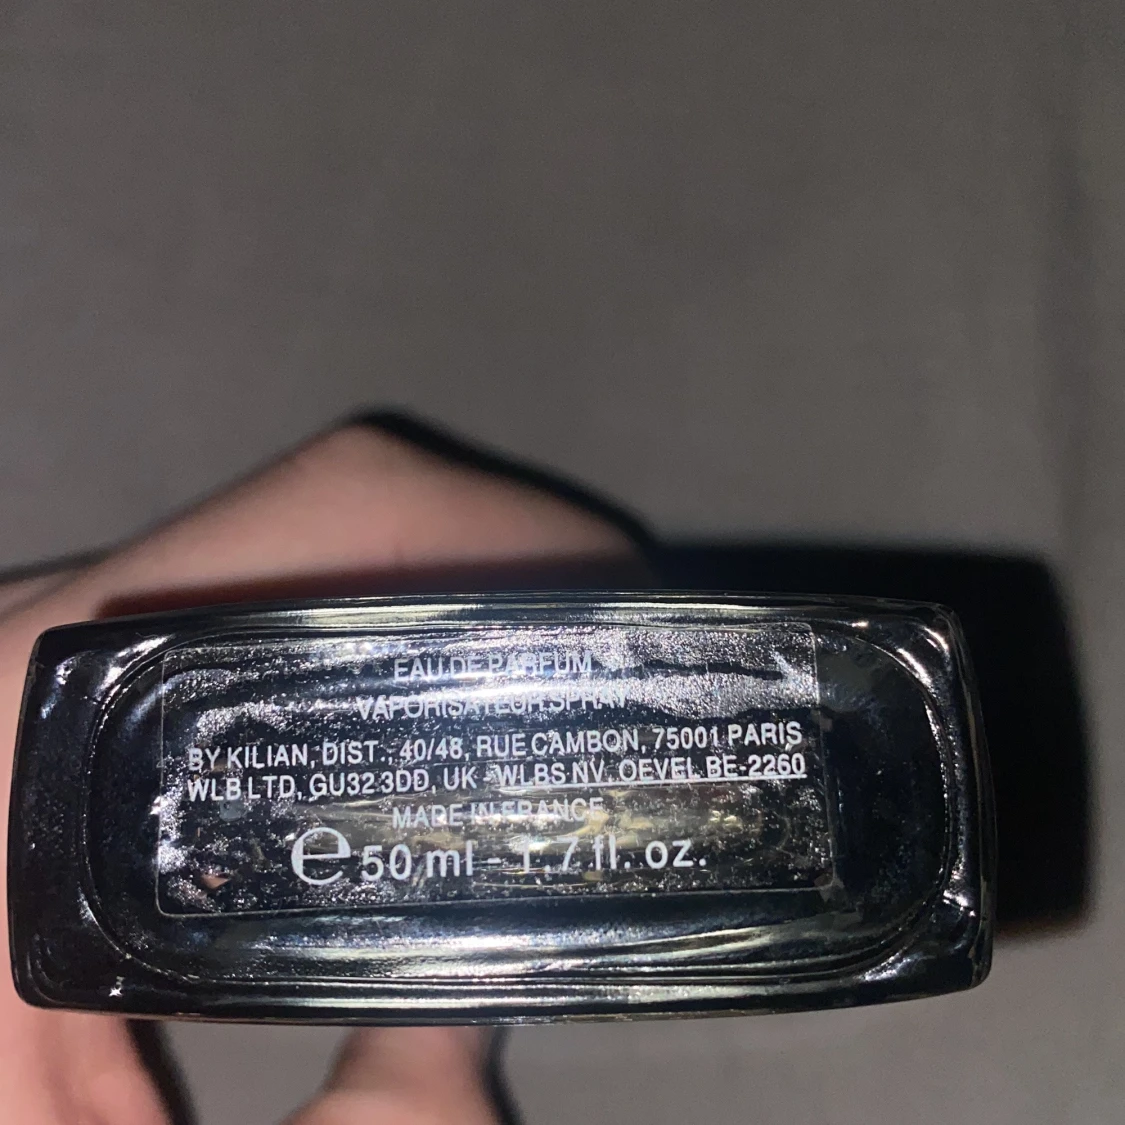 EAU DE PARFUM
VAPORISATEUR SPRAY
BY KILIAN, DIST., 40/48, RUE CAMBON, 75001 PARIS
WLB LTD, GU32 3DD, UK - WLBS NV, OEVEL BE-2260
MADE IN FRANCE
e 50 ml - 1.7 fl. oz.